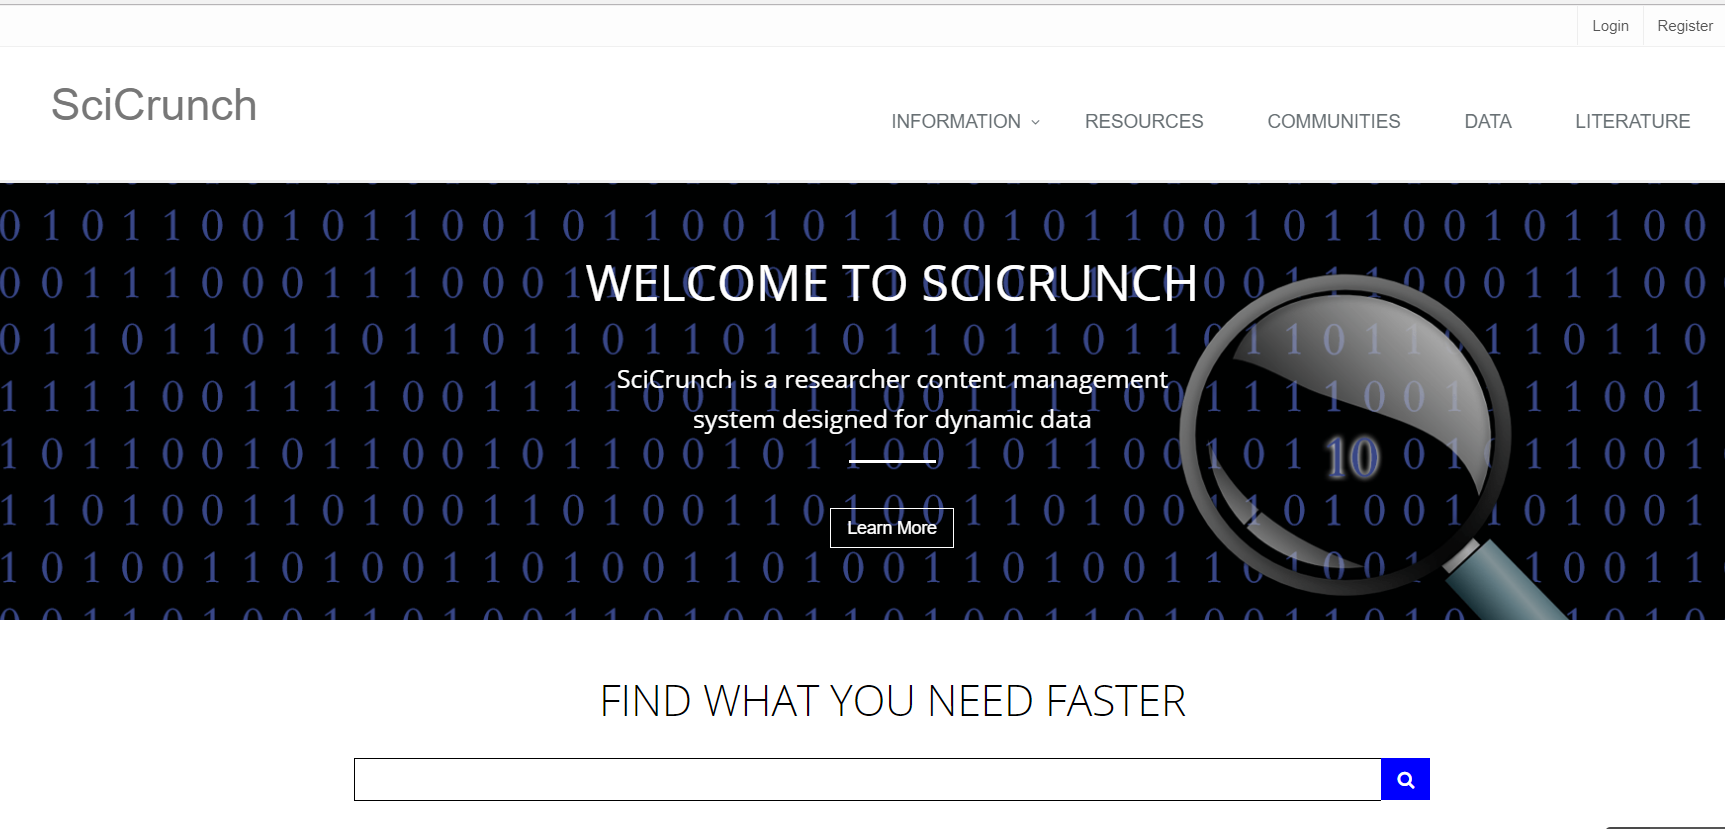 Login Register
SciCrunch
INFORMATION RESOURCES COMMUNITIES DATA LITERATURE
WELCOME TO SCICRUNCH
SciCrunch is a researcher content management
system designed for dynamic data
10
Learn More
FIND WHAT YOU NEED FASTER